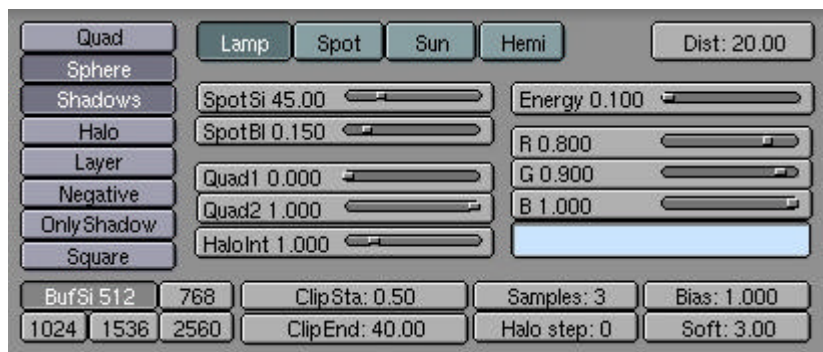 Quad
Sphere
Shadows
Halo
Layer
Negative
OnlyShadow
Square
Lamp Spot Sun Hemi Dist: 20.00
SpotSi 45.00
SpotBl 0.150
Quad1 0.000
Quad2 1.000
HaloInt 1.000
Energy 0.100
R 0.800
G 0.900
B 1.000
BufSi 512 768 ClipSta: 0.50 Samples: 3 Bias: 1.000
1024 1536 2560 ClipEnd: 40.00 Halo step: 0 Soft: 3.00